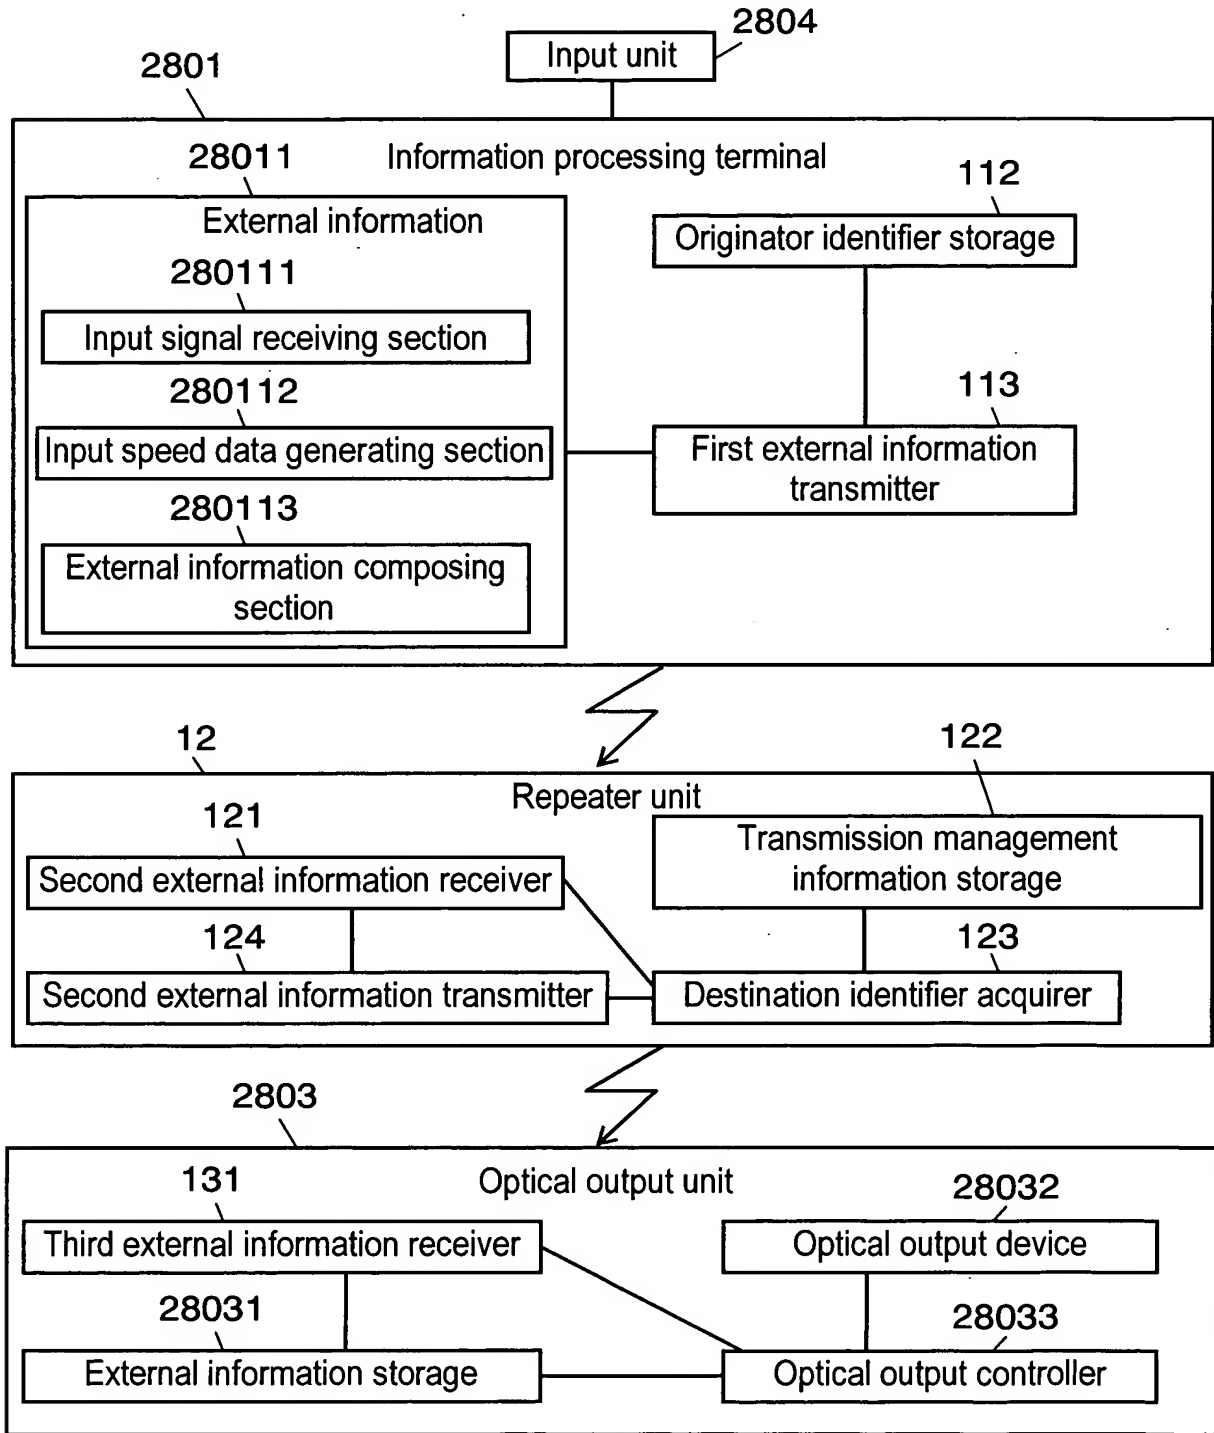 2804
Input unit
2801
28011
Information processing terminal
112
External information
Originator identifier storage
280111
Input signal receiving section
280112
113
Input speed data generating section
First external information
transmitter
280113
External information composing
section
12
122
Repeater unit
121
Transmission management
information storage
Second external information receiver
124
123
Second external information transmitter
Destination identifier acquirer
2803
131
Optical output unit
28032
Third external information receiver
Optical output device
28031
28033
External information storage
Optical output controller